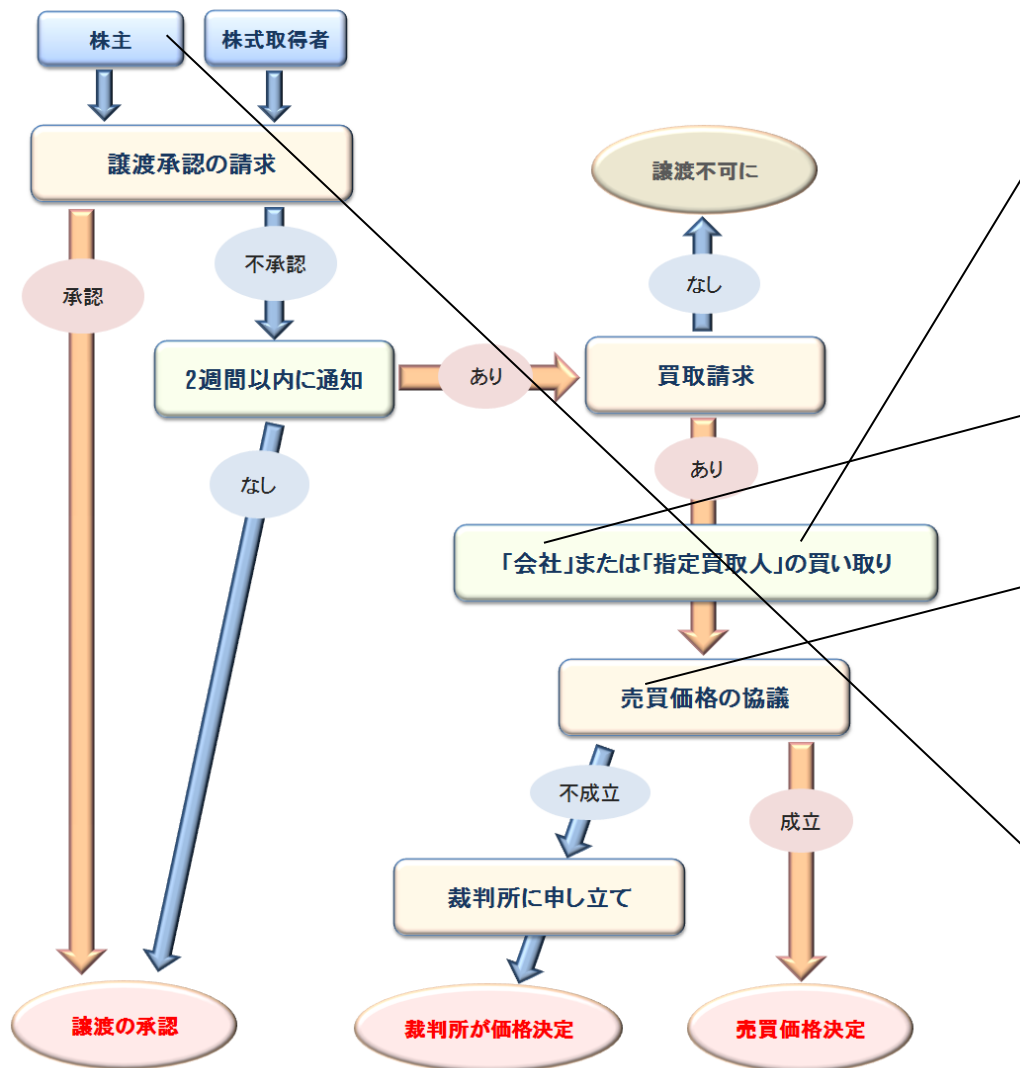 株主
株式取得者
譲渡承認の請求
譲渡不可に
不承認
承認
なし
2週間以内に通知
あり
買取請求
あり
なし
「会社」または「指定買取人」の買い取り
売買価格の協議
不成立
成立
裁判所に申し立て
譲渡の承認
裁判所が価格決定
売買価格決定